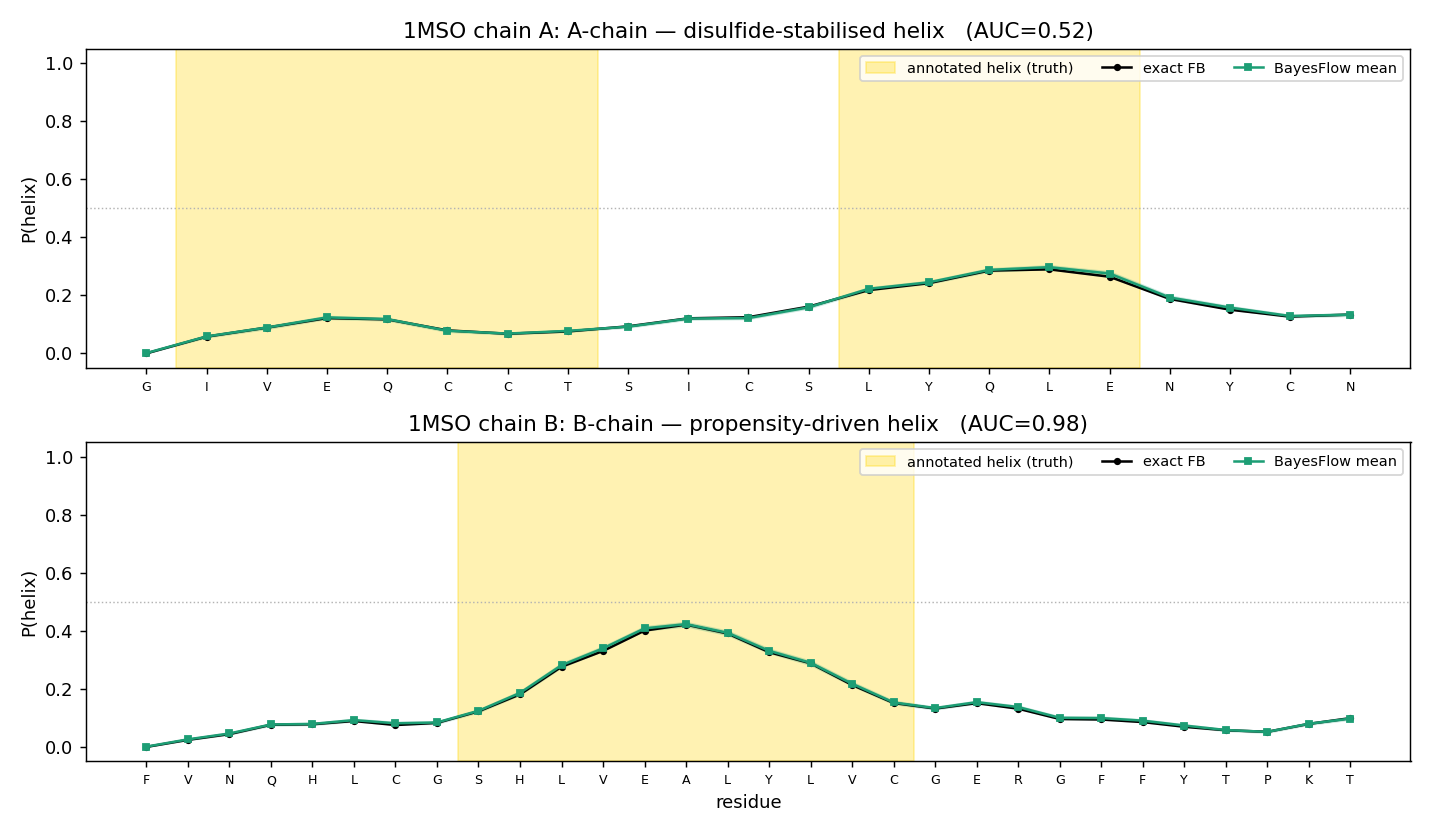 1MSO chain A: A-chain — disulfide-stabilised helix (AUC=0.52)
annotated helix (truth) exact FB BayesFlow mean
P(helix)
1.0
0.8
0.6
0.4
0.2
0.0
G I V E Q C C T S I C S L Y Q L E N Y C N
1MSO chain B: B-chain — propensity-driven helix (AUC=0.98)
annotated helix (truth) exact FB BayesFlow mean
P(helix)
1.0
0.8
0.6
0.4
0.2
0.0
F V N Q H L C G S H L V E A L Y L V C G E R G F F Y T P K T
residue